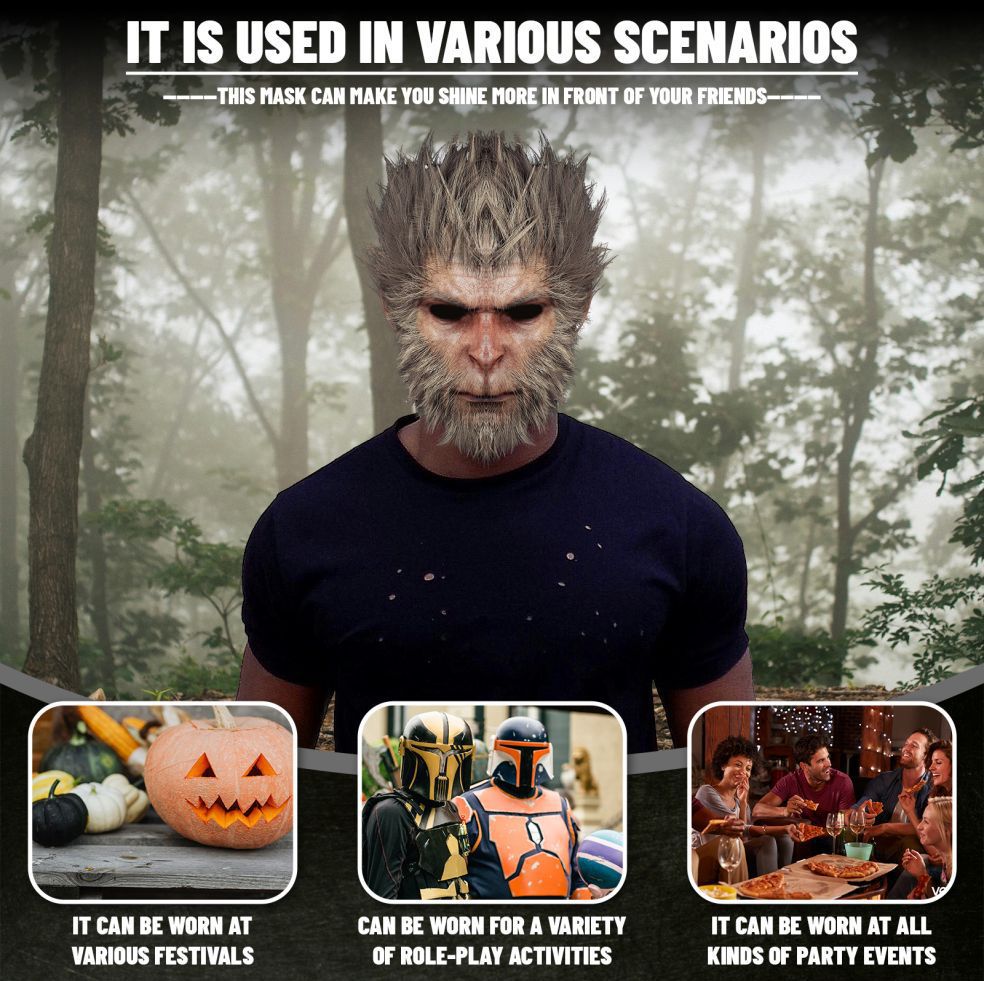 IT IS USED IN VARIOUS SCENARIOS
----THIS MASK CAN MAKE YOU SHINE MORE IN FRONT OF YOUR FRIENDS----
IT CAN BE WORN AT
VARIOUS FESTIVALS
CAN BE WORN FOR A VARIETY
OF ROLE-PLAY ACTIVITIES
IT CAN BE WORN AT ALL
KINDS OF PARTY EVENTS